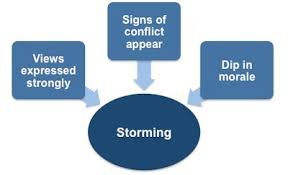 Views
expressed
strongly
Signs of
conflict
appear
Dip in
morale
Storming